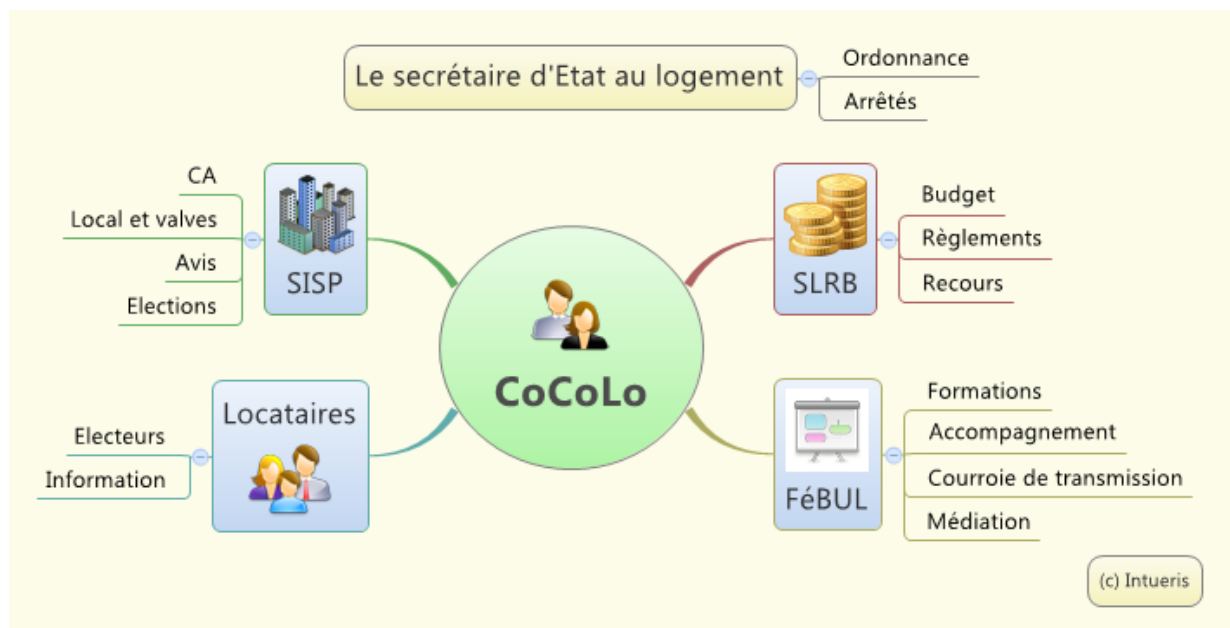 Le secrétaire d'Etat au logement
Ordonnance
Arrêtés
CA
Local et valves
Avis
Elections
SISP
SLRB
Budget
Règlements
Recours
CoCoLo
Locataires
Electeurs
Information
FéBUL
Formations
Accompagnement
Courroie de transmission
Médiation
(c) Intueris